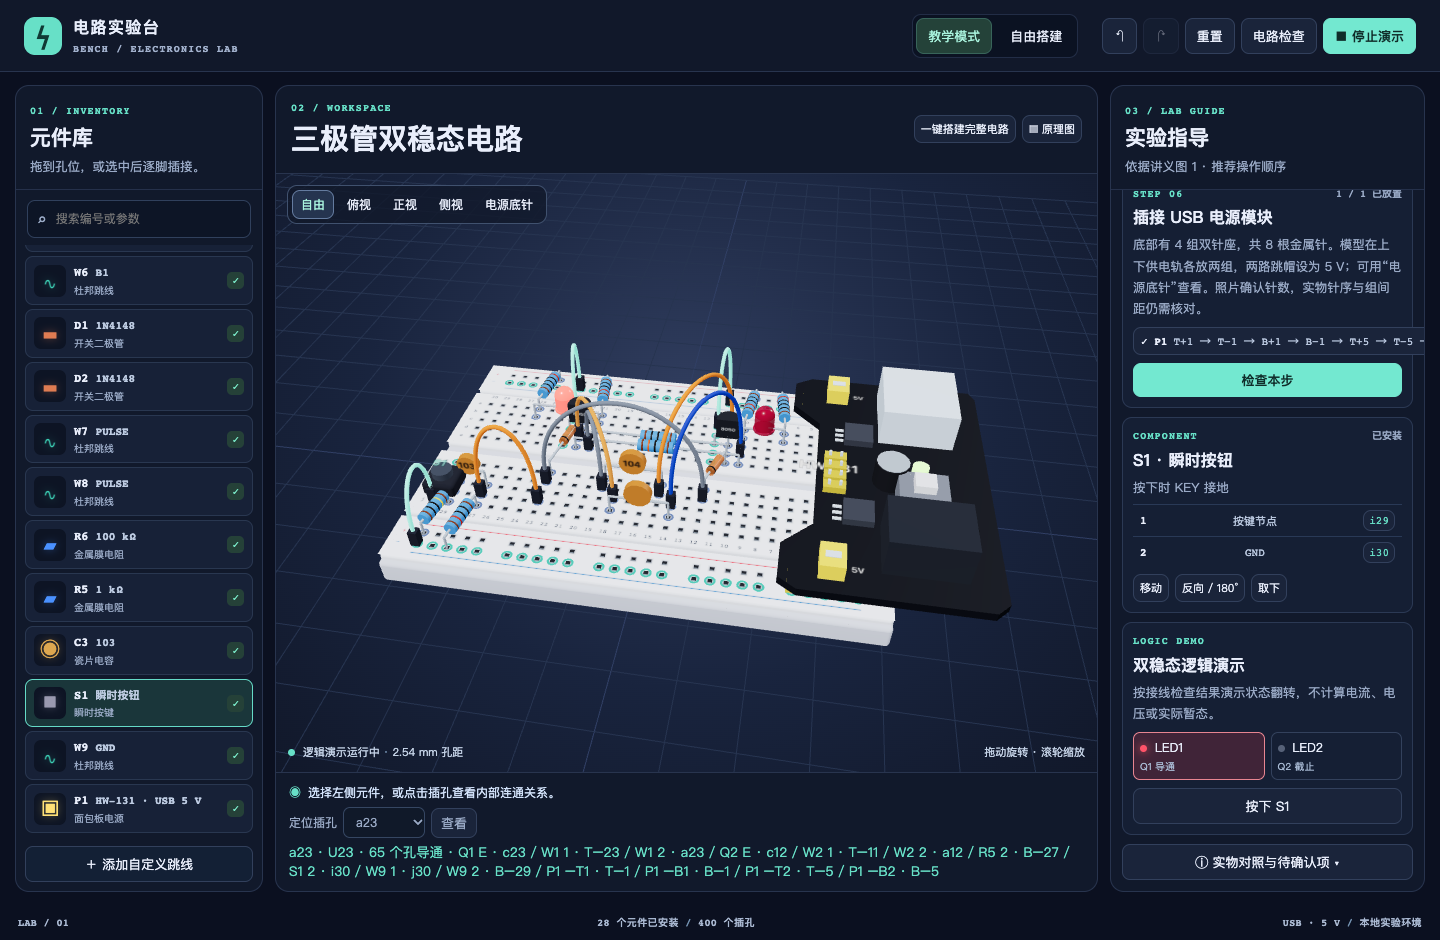 电路实验台
BENCH / ELECTRONICS LAB
教学模式
自由搭建
重置
电路检查
停止演示
01 / INVENTORY
元件库
拖到孔位，或选中后逐脚插接。
搜索编号或参数
W6 B1
杜邦跳线
D1 1N4148
开关二极管
D2 1N4148
开关二极管
W7 PULSE
杜邦跳线
W8 PULSE
杜邦跳线
R6 100 kΩ
金属膜电阻
R5 1 kΩ
金属膜电阻
C3 103
瓷片电容
S1 瞬时按钮
瞬时按键
W9 GND
杜邦跳线
P1 HW-131 · USB 5 V
面包板电源
＋ 添加自定义跳线
02 / WORKSPACE
三极管双稳态电路
一键搭建完整电路
原理图
自由
俯视
正视
侧视
电源底针
5V
103
104
5V
逻辑演示运行中 · 2.54 mm 孔距
拖动旋转 · 滚轮缩放
选择左侧元件，或点击插孔查看内部连通关系。
定位插孔
a23
查看
a23 · U23 · 65 个孔导通 · Q1 E · c23 / W1 1 · T−23 / W1 2 · a23 / Q2 E · c12 / W2 1 · T−11 / W2 2 · a12 / R5 2 · B−27 /
S1 2 · i30 / W9 1 · j30 / W9 2 · B−29 / P1 −T1 · T−1 / P1 −B1 · B−1 / P1 −T2 · T−5 / P1 −B2 · B−5
03 / LAB GUIDE
实验指导
依据讲义图 1 · 推荐操作顺序
STEP 06
1 / 1 已放置
插接 USB 电源模块
底部有 4 组双针座，共 8 根金属针。模型在上
下供电轨各放两组，两路跳帽设为 5 V；可用“电
源底针”查看。照片确认针数，实物针序与组间
距仍需核对。
✓ P1 T+1 → T−1 → B+1 → B−1 → T+5 → T−5 →
检查本步
COMPONENT
已安装
S1 · 瞬时按钮
按下时 KEY 接地
1
按键节点
i29
2
GND
i30
移动
反向 / 180°
取下
LOGIC DEMO
双稳态逻辑演示
按接线检查结果演示状态翻转，不计算电流、电
压或实际暂态。
LED1
Q1 导通
LED2
Q2 截止
按下 S1
ⓘ 实物对照与待确认项 ▾
LAB / 01
28 个元件已安装 / 400 个插孔
USB · 5 V / 本地实验环境